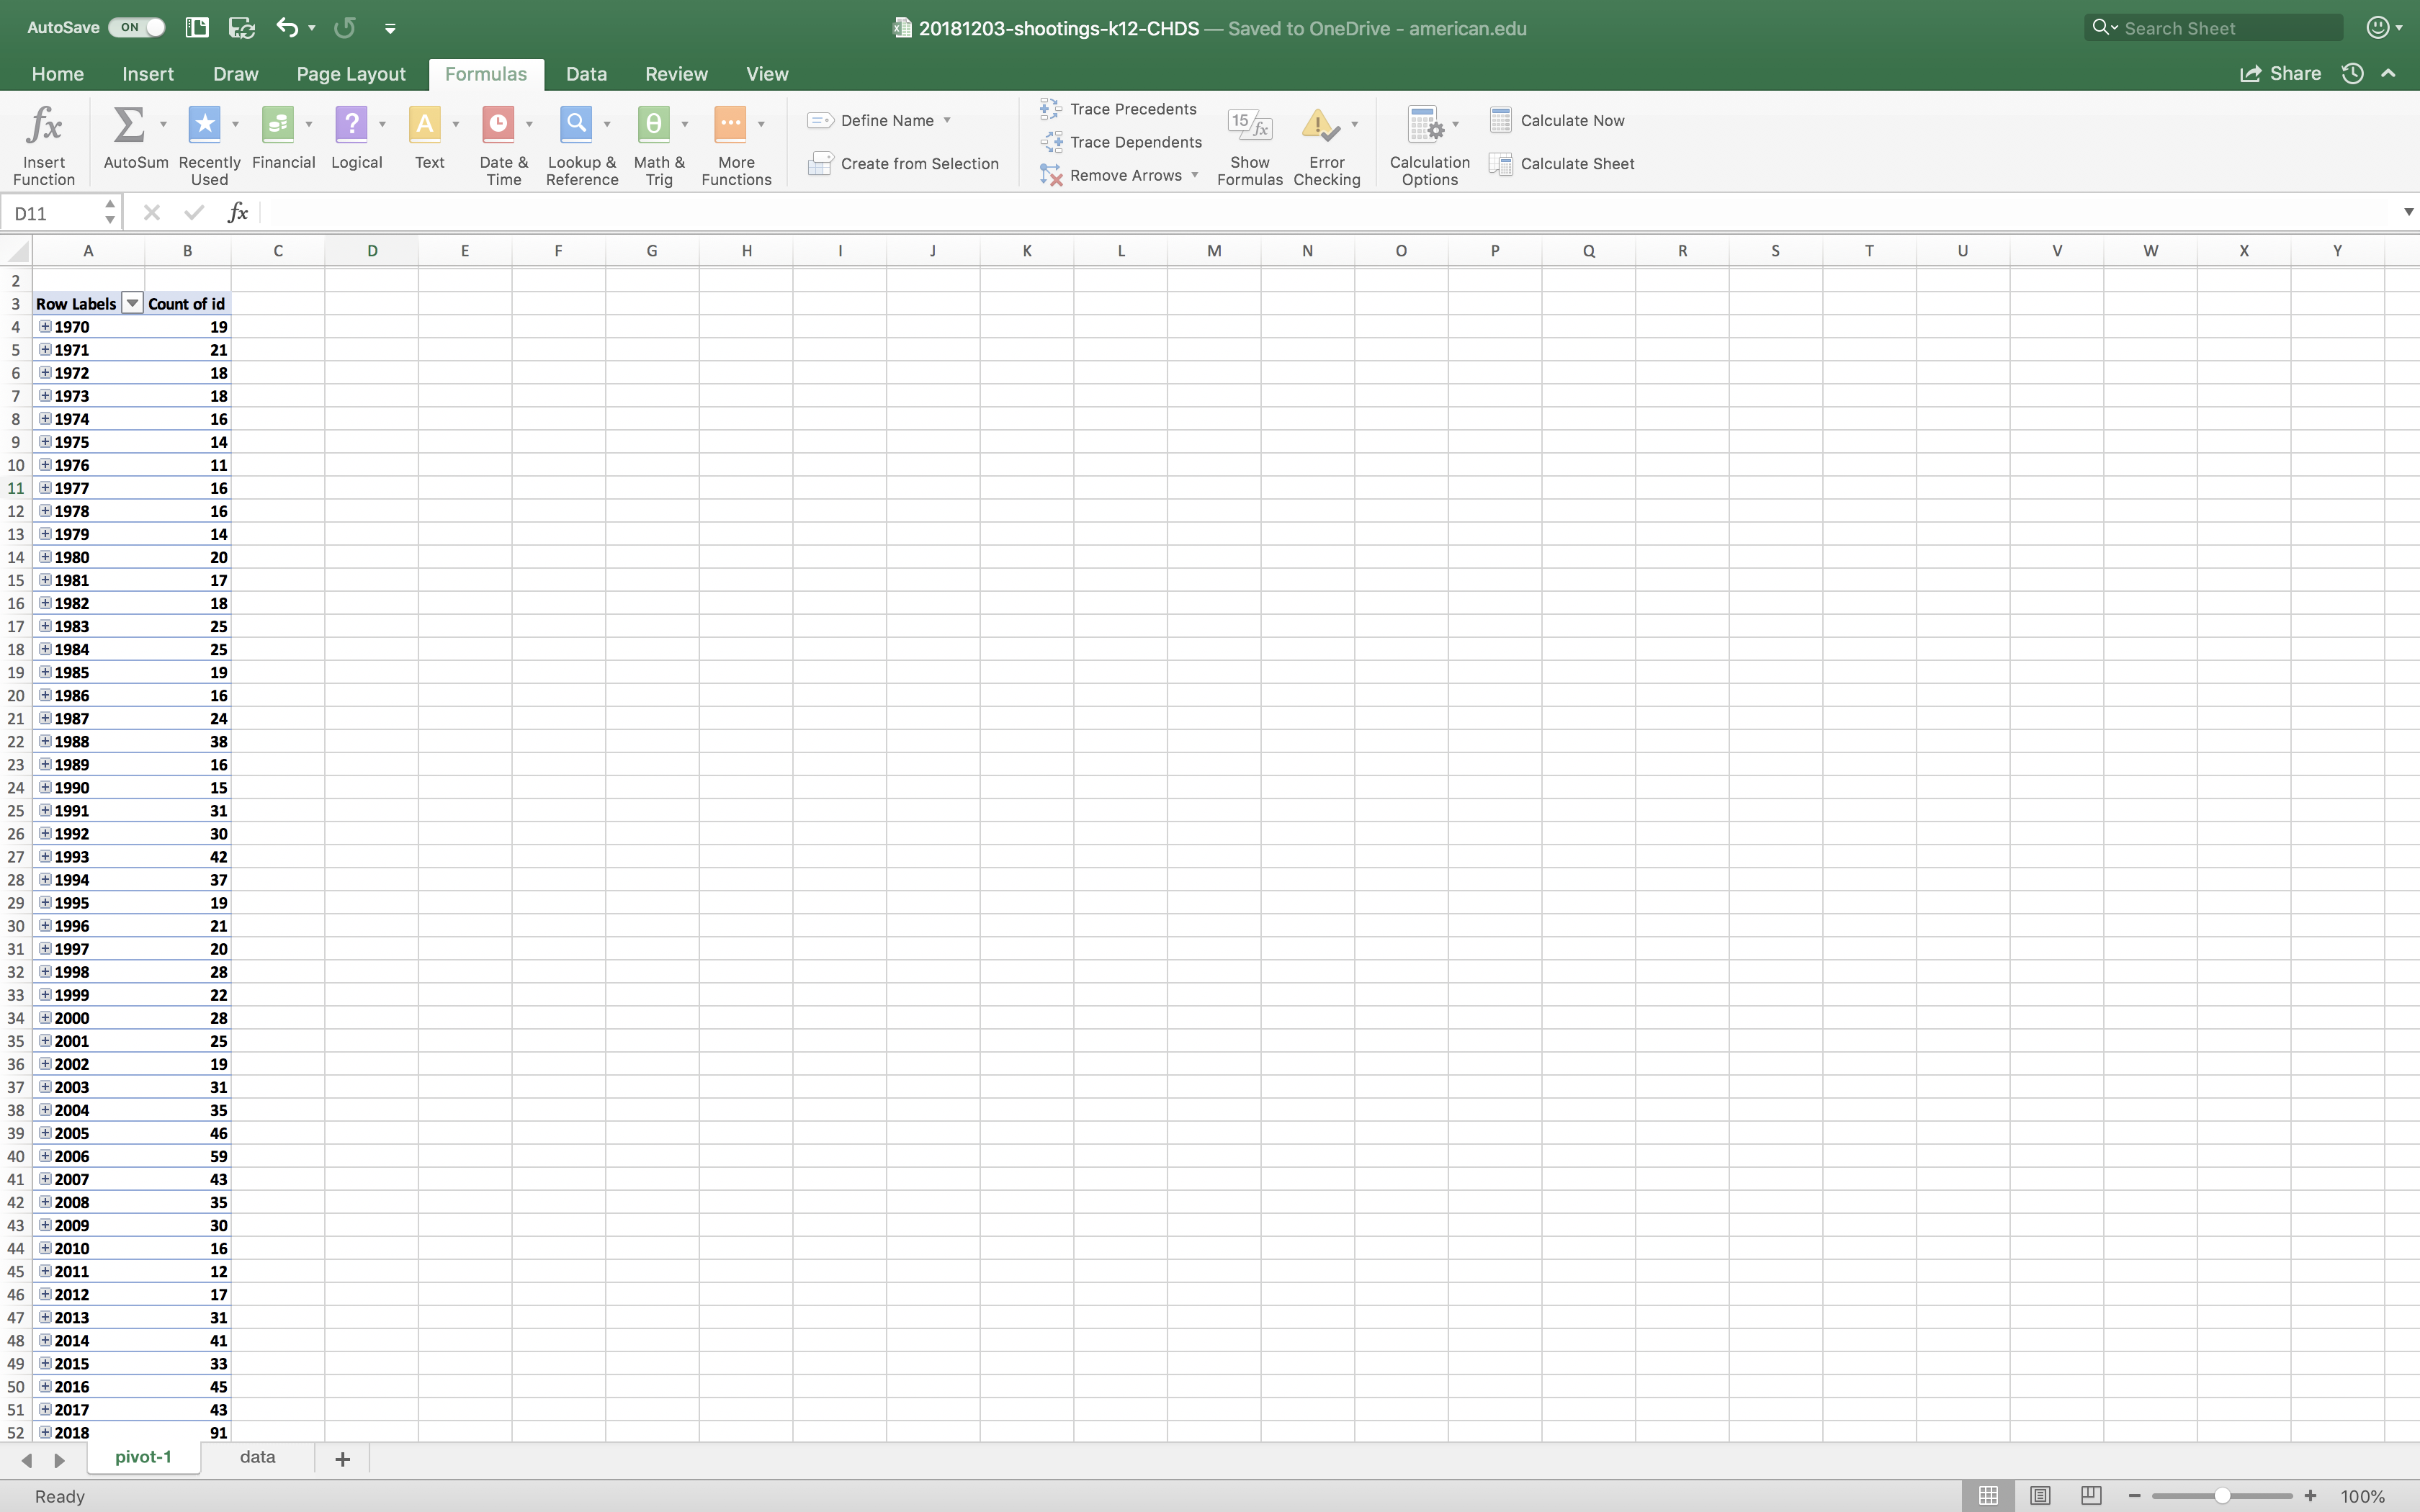 AutoSave ON 20181203-shootings-k12-CHDS — Saved to OneDrive - american.edu Search Sheet
Home Insert Draw Page Layout Formulas Data Review View Share
fx Insert Function
Σ AutoSum
Recently Used
Financial
? Logical
A Text
Date & Time
Lookup & Reference
θ Math & Trig
More Functions
Define Name
Create from Selection
Trace Precedents
Trace Dependents
Remove Arrows
15 fx Show Formulas
Error Checking
Calculation Options
Calculate Now
Calculate Sheet
D11 fx
A B C D E F G H I J K L M N O P Q R S T U V W X Y
2
3 Row Labels Count of id
4 1970 19
5 1971 21
6 1972 18
7 1973 18
8 1974 16
9 1975 14
10 1976 11
11 1977 16
12 1978 16
13 1979 14
14 1980 20
15 1981 17
16 1982 18
17 1983 25
18 1984 25
19 1985 19
20 1986 16
21 1987 24
22 1988 38
23 1989 16
24 1990 15
25 1991 31
26 1992 30
27 1993 42
28 1994 37
29 1995 19
30 1996 21
31 1997 20
32 1998 28
33 1999 22
34 2000 28
35 2001 25
36 2002 19
37 2003 31
38 2004 35
39 2005 46
40 2006 59
41 2007 43
42 2008 35
43 2009 30
44 2010 16
45 2011 12
46 2012 17
47 2013 31
48 2014 41
49 2015 33
50 2016 45
51 2017 43
52 2018 91
pivot-1 data +
Ready 100%